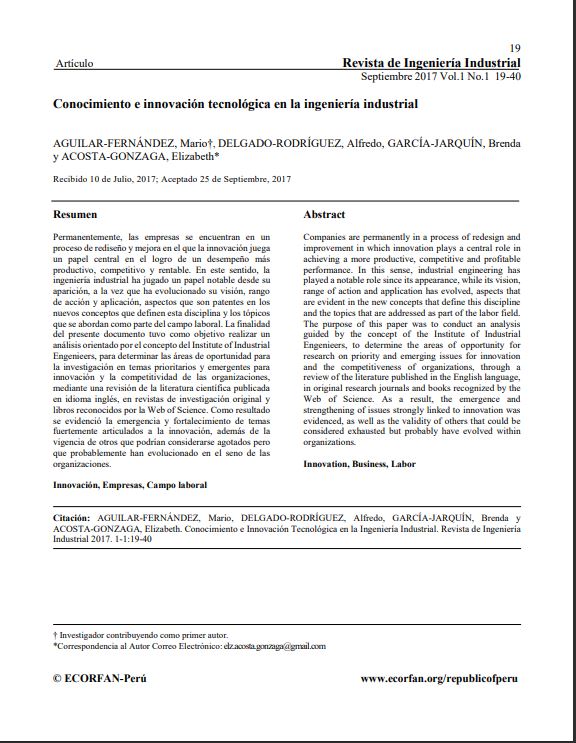 19
Artículo
Revista de Ingeniería Industrial
Septiembre 2017 Vol.1 No.1 19-40
Conocimiento e innovación tecnológica en la ingeniería industrial
AGUILAR-FERNÁNDEZ, Mario†, DELGADO-RODRÍGUEZ, Alfredo, GARCÍA-JARQUÍN, Brenda
y ACOSTA-GONZAGA, Elizabeth*
Recibido 10 de Julio, 2017; Aceptado 25 de Septiembre, 2017
Resumen
Permanentemente, las empresas se encuentran en un
proceso de rediseño y mejora en el que la innovación juega
un papel central en el logro de un desempeño más
productivo, competitivo y rentable. En este sentido, la
ingeniería industrial ha jugado un papel notable desde su
aparición, a la vez que ha evolucionado su visión, rango
de acción y aplicación, aspectos que son patentes en los
nuevos conceptos que definen esta disciplina y los tópicos
que se abordan como parte del campo laboral. La finalidad
del presente documento tuvo como objetivo realizar un
análisis orientado por el concepto del Institute of Industrial
Engenieers, para determinar las áreas de oportunidad para
la investigación en temas prioritarios y emergentes para
innovación y la competitividad de las organizaciones,
mediante una revisión de la literatura científica publicada
en idioma inglés, en revistas de investigación original y
libros reconocidos por la Web of Science. Como resultado
se evidenció la emergencia y fortalecimiento de temas
fuertemente articulados a la innovación, además de la
vigencia de otros que podrían considerarse agotados pero
que probablemente han evolucionado en el seno de las
organizaciones.
Innovación, Empresas, Campo laboral
Abstract
Companies are permanently in a process of redesign and
improvement in which innovation plays a central role in
achieving a more productive, competitive and profitable
performance. In this sense, industrial engineering has
played a notable role since its appearance, while its vision,
range of action and application has evolved, aspects that
are evident in the new concepts that define this discipline
and the topics that are addressed as part of the labor field.
The purpose of this paper was to conduct an analysis
guided by the concept of the Institute of Industrial
Engenieers, to determine the areas of opportunity for
research on priority and emerging issues for innovation
and the competitiveness of organizations, through a
review of the literature published in the English language,
in original research journals and books recognized by the
Web of Science. As a result, the emergence and
strengthening of issues strongly linked to innovation was
evidenced, as well as the validity of others that could be
considered exhausted but probably have evolved within
organizations.
Innovation, Business, Labor
Citación: AGUILAR-FERNÁNDEZ, Mario, DELGADO-RODRÍGUEZ, Alfredo, GARCÍA-JARQUÍN, Brenda y
ACOSTA-GONZAGA, Elizabeth. Conocimiento e Innovación Tecnológica en la Ingeniería Industrial. Revista de Ingeniería
Industrial 2017. 1-1:19-40
† Investigador contribuyendo como primer autor.
*Correspondencia al Autor Correo Electrónico: elz.acosta.gonzaga@gmail.com
© ECORFAN-Perú
www.ecorfan.org/republicofperu